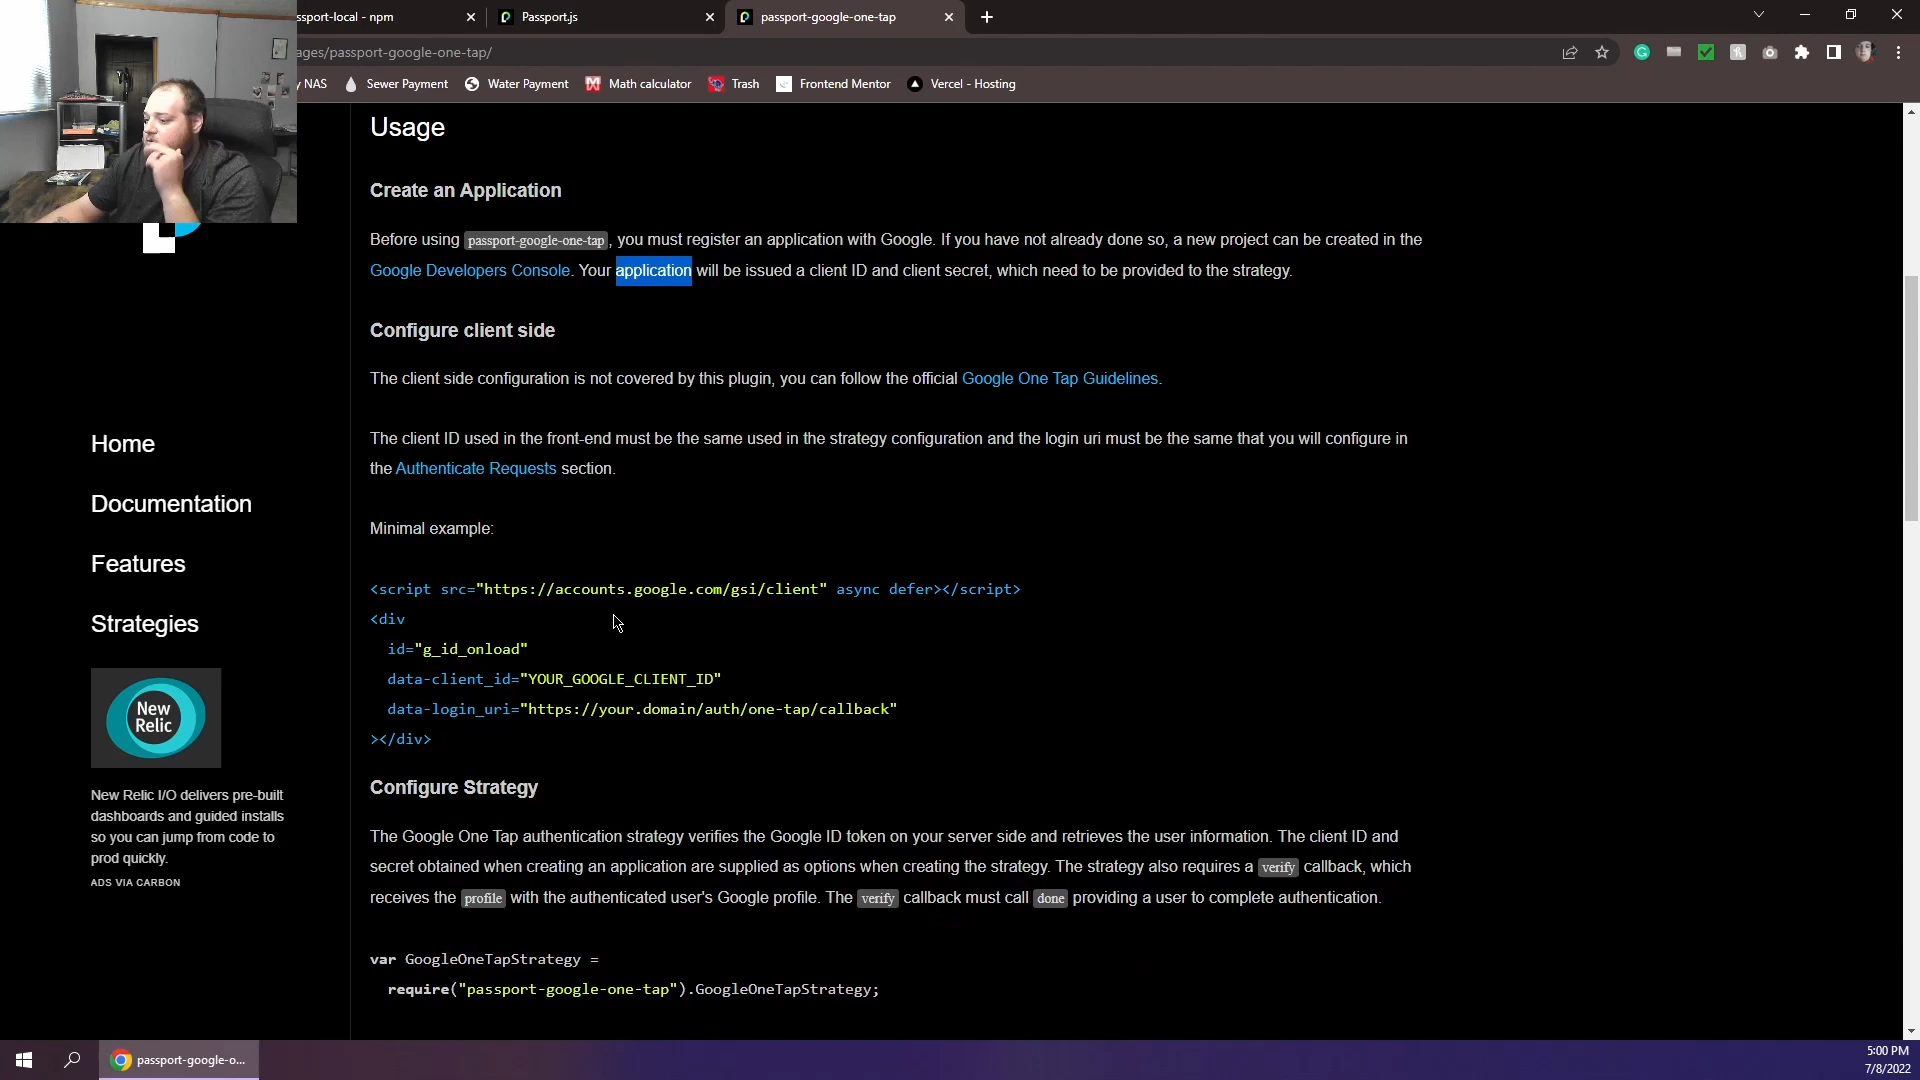 ssport-local - npm
Passport.js
passport-google-one-tap
ages/passport-google-one-tap/
y NAS
Sewer Payment
Water Payment
Math calculator
Trash
Frontend Mentor
Vercel - Hosting
Usage
Create an Application
Before using passport-google-one-tap, you must register an application with Google. If you have not already done so, a new project can be created in the
Google Developers Console. Your application will be issued a client ID and client secret, which need to be provided to the strategy.
Configure client side
The client side configuration is not covered by this plugin, you can follow the official Google One Tap Guidelines.
The client ID used in the front-end must be the same used in the strategy configuration and the login uri must be the same that you will configure in
the Authenticate Requests section.
Minimal example:
<script src="https://accounts.google.com/gsi/client" async defer></script>
<div
id="g_id_onload"
data-client_id="YOUR_GOOGLE_CLIENT_ID"
data-login_uri="https://your.domain/auth/one-tap/callback"
></div>
Configure Strategy
The Google One Tap authentication strategy verifies the Google ID token on your server side and retrieves the user information. The client ID and
secret obtained when creating an application are supplied as options when creating the strategy. The strategy also requires a verify callback, which
receives the profile with the authenticated user's Google profile. The verify callback must call done providing a user to complete authentication.
var GoogleOneTapStrategy =
require("passport-google-one-tap").GoogleOneTapStrategy;
Home
Documentation
Features
Strategies
New
Relic
New Relic I/O delivers pre-built
dashboards and guided installs
so you can jump from code to
prod quickly.
ADS VIA CARBON
passport-google-o...
5:00 PM
7/8/2022